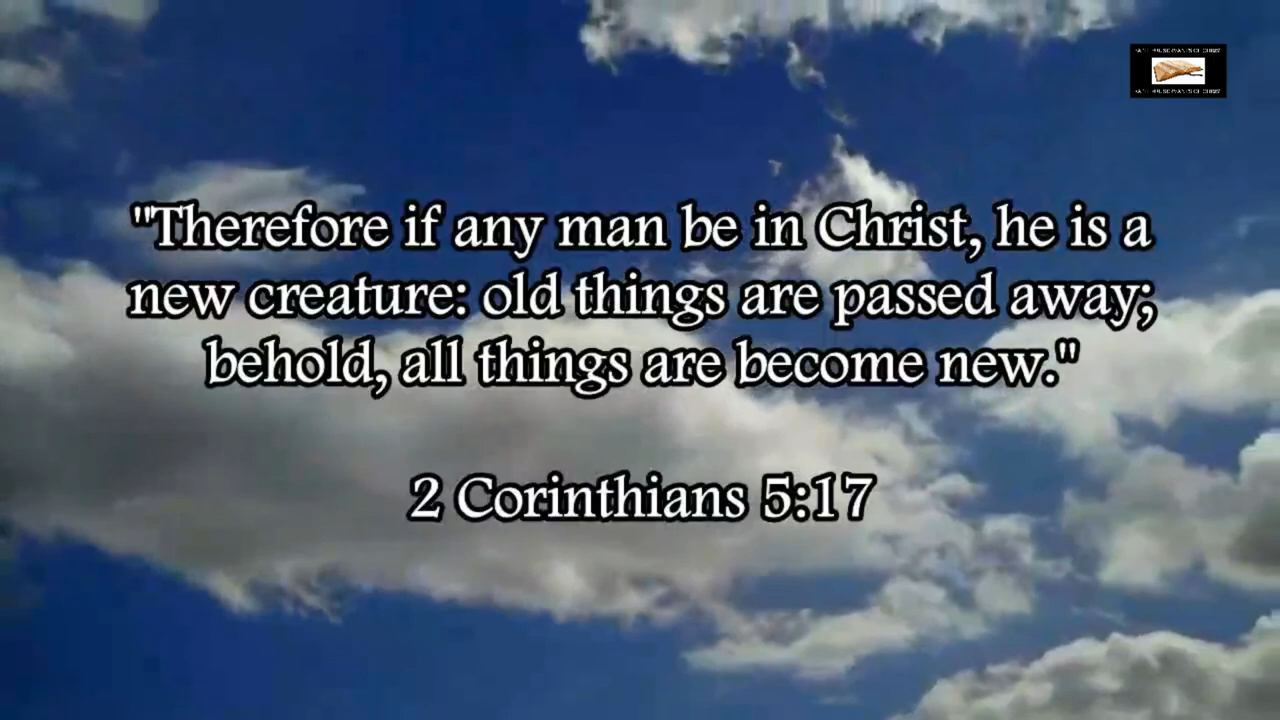 "Therefore if any man be in Christ, he is a
new creature: old things are passed away;
behold, all things are become new."
2 Corinthians 5:17